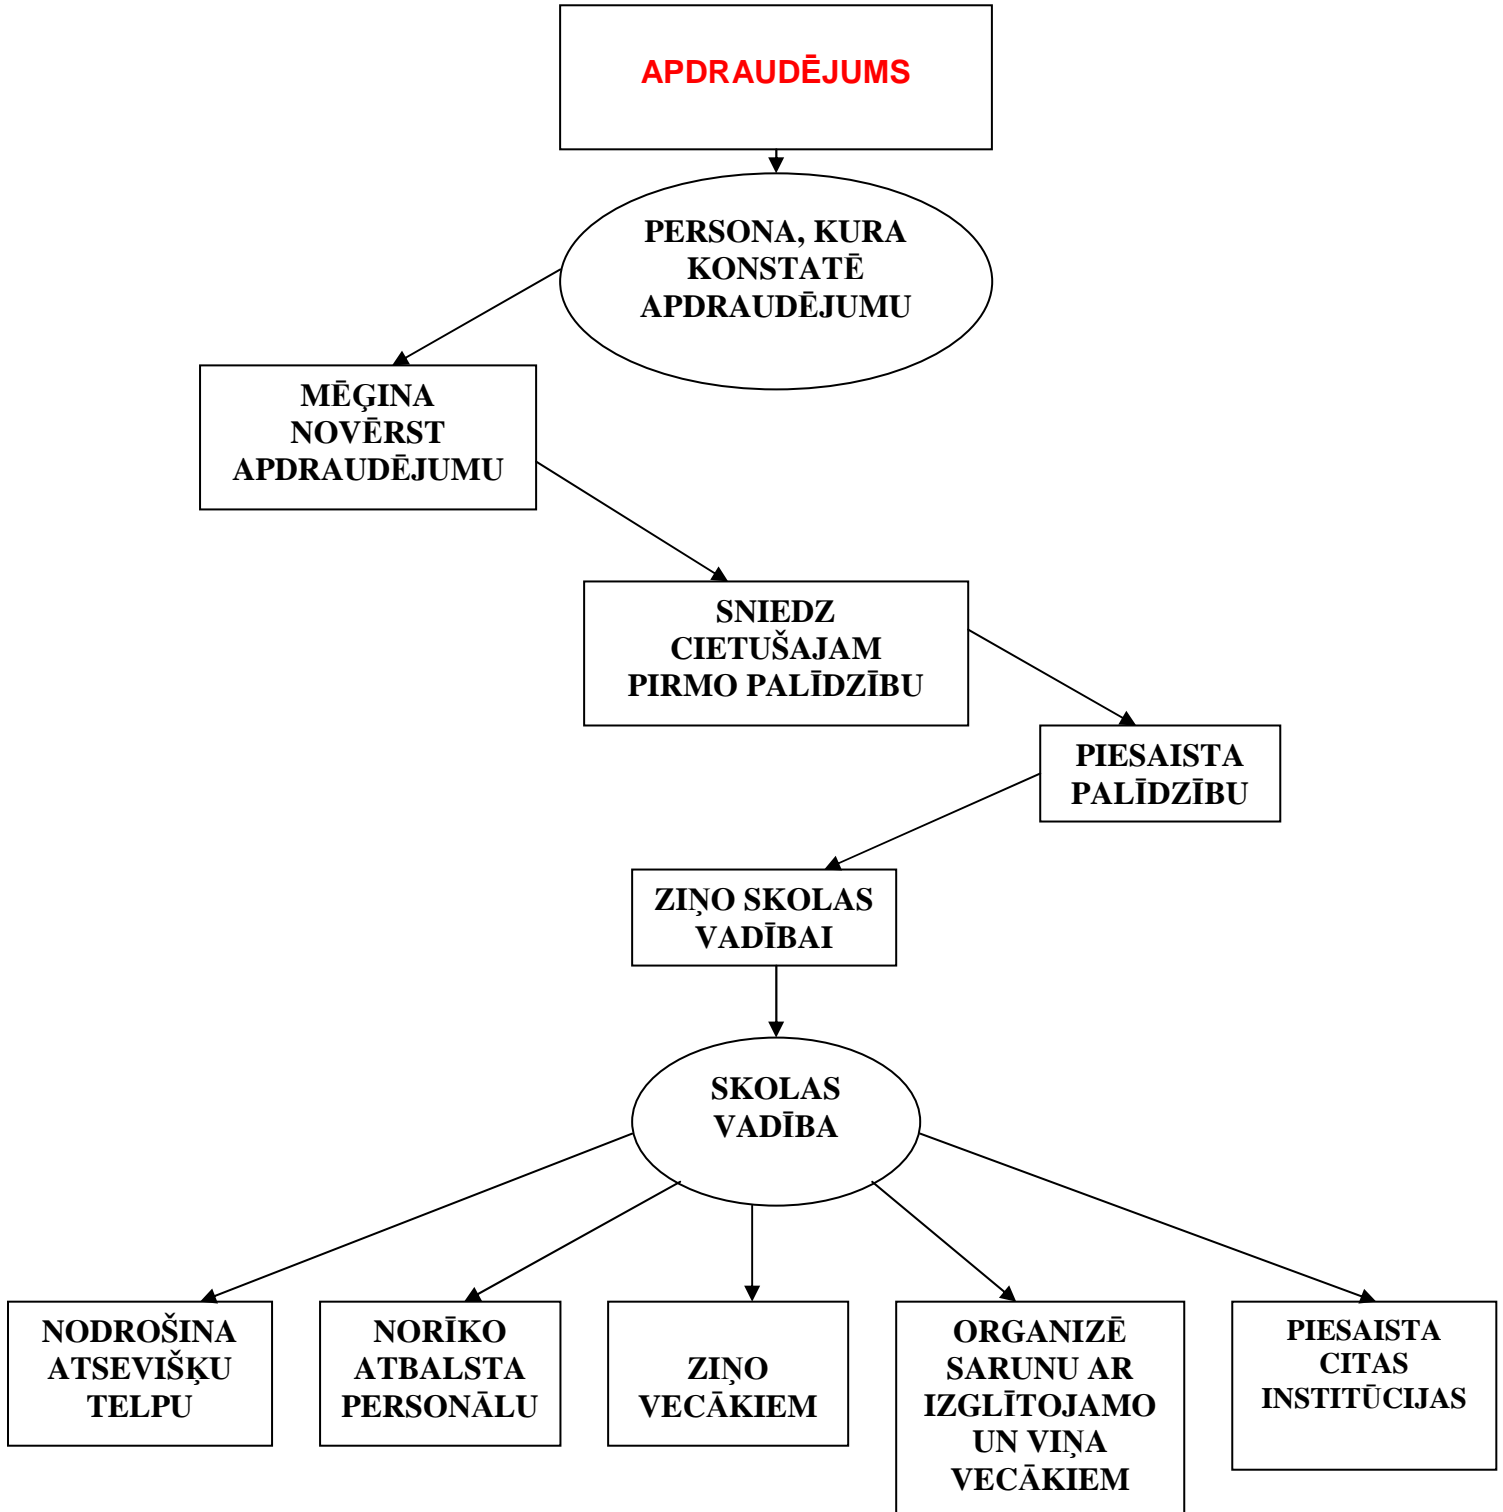 APDRAUDĒJUMS
PERSONA, KURA
KONSTATĒ
APDRAUDĒJUMU
MĒĢINA
NOVĒRST
APDRAUDĒJUMU
SNIEDZ
CIETUŠAJAM
PIRMO PALĪDZĪBU
PIESAISTA
PALĪDZĪBU
ZIŅO SKOLAS
VADĪBAI
SKOLAS
VADĪBA
NODROŠINA
ATSEVIŠĶU
TELPU
NORĪKO
ATBALSTA
PERSONĀLU
ZIŅO
VECĀKIEM
ORGANIZĒ
SARUNU AR
IZGLĪTOJAMO
UN VIŅA
VECĀKIEM
PIESAISTA
CITAS
INSTITŪCIJAS